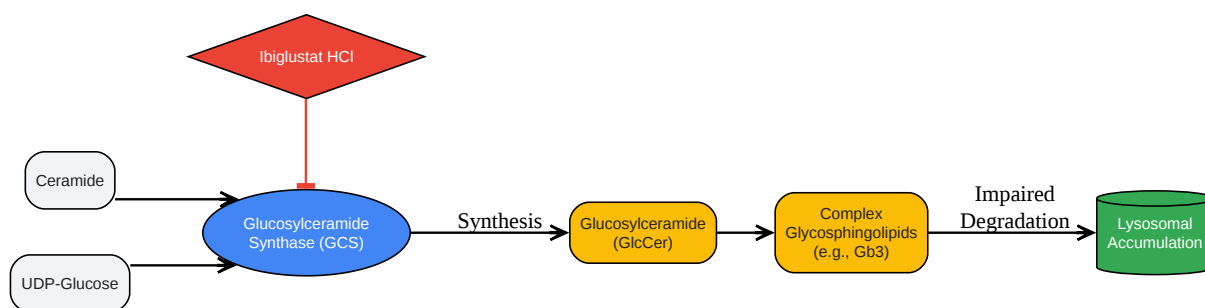 Ibiglustat HCl
Ceramide
UDP-Glucose
Glucosylceramide
Synthase (GCS)
Synthesis
Glucosylceramide
(GlcCer)
Complex
Glycosphingolipids
(e.g., Gb3)
Impaired
Degradation
Lysosomal
Accumulation